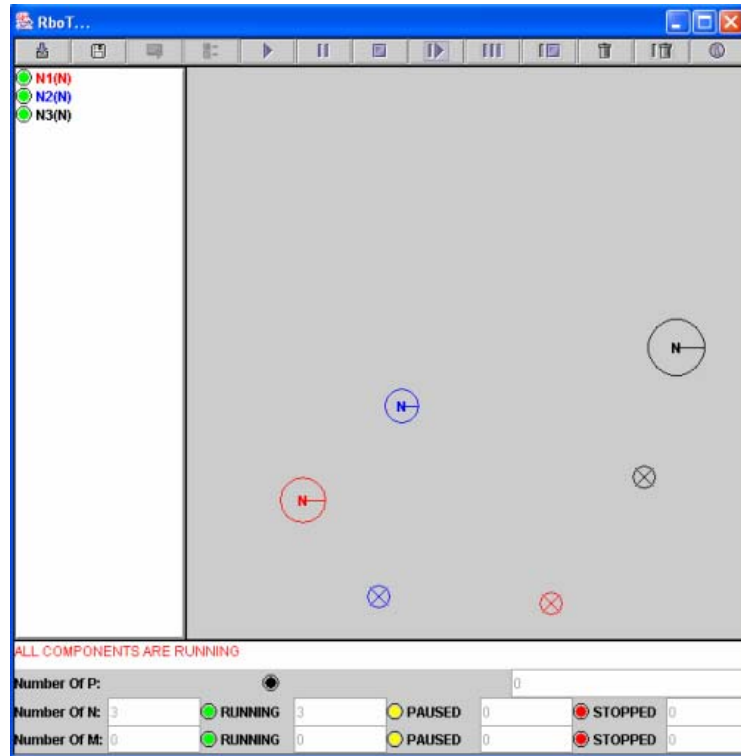 RboT...
N1(N)
N2(N)
N3(N)
N
N
N
ALL COMPONENTS ARE RUNNING
Number Of P: 0
Number Of N: 3 RUNNING 3 PAUSED 0 STOPPED 0
Number Of M: 0 RUNNING 0 PAUSED 0 STOPPED 0